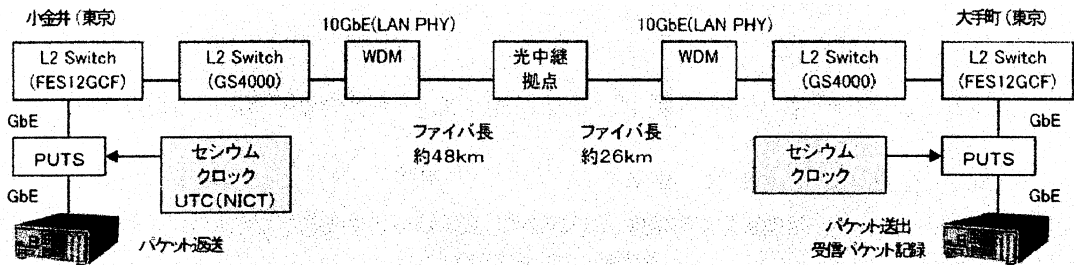 小金井(東京)
10GbE(LAN PHY)
10GbE(LAN PHY)
大手町(東京)
L2 Switch
(FES12GCF)
L2 Switch
(GS4000)
WDM
光中継
拠点
WDM
L2 Switch
(GS4000)
L2 Switch
(FES12GCF)
GbE
ファイバ長
約48km
ファイバ長
約26km
GbE
PUTS
セシウム
クロック
UTC(NICT)
セシウム
クロック
PUTS
GbE
GbE
パケット返送
パケット送出
受信パケット記録